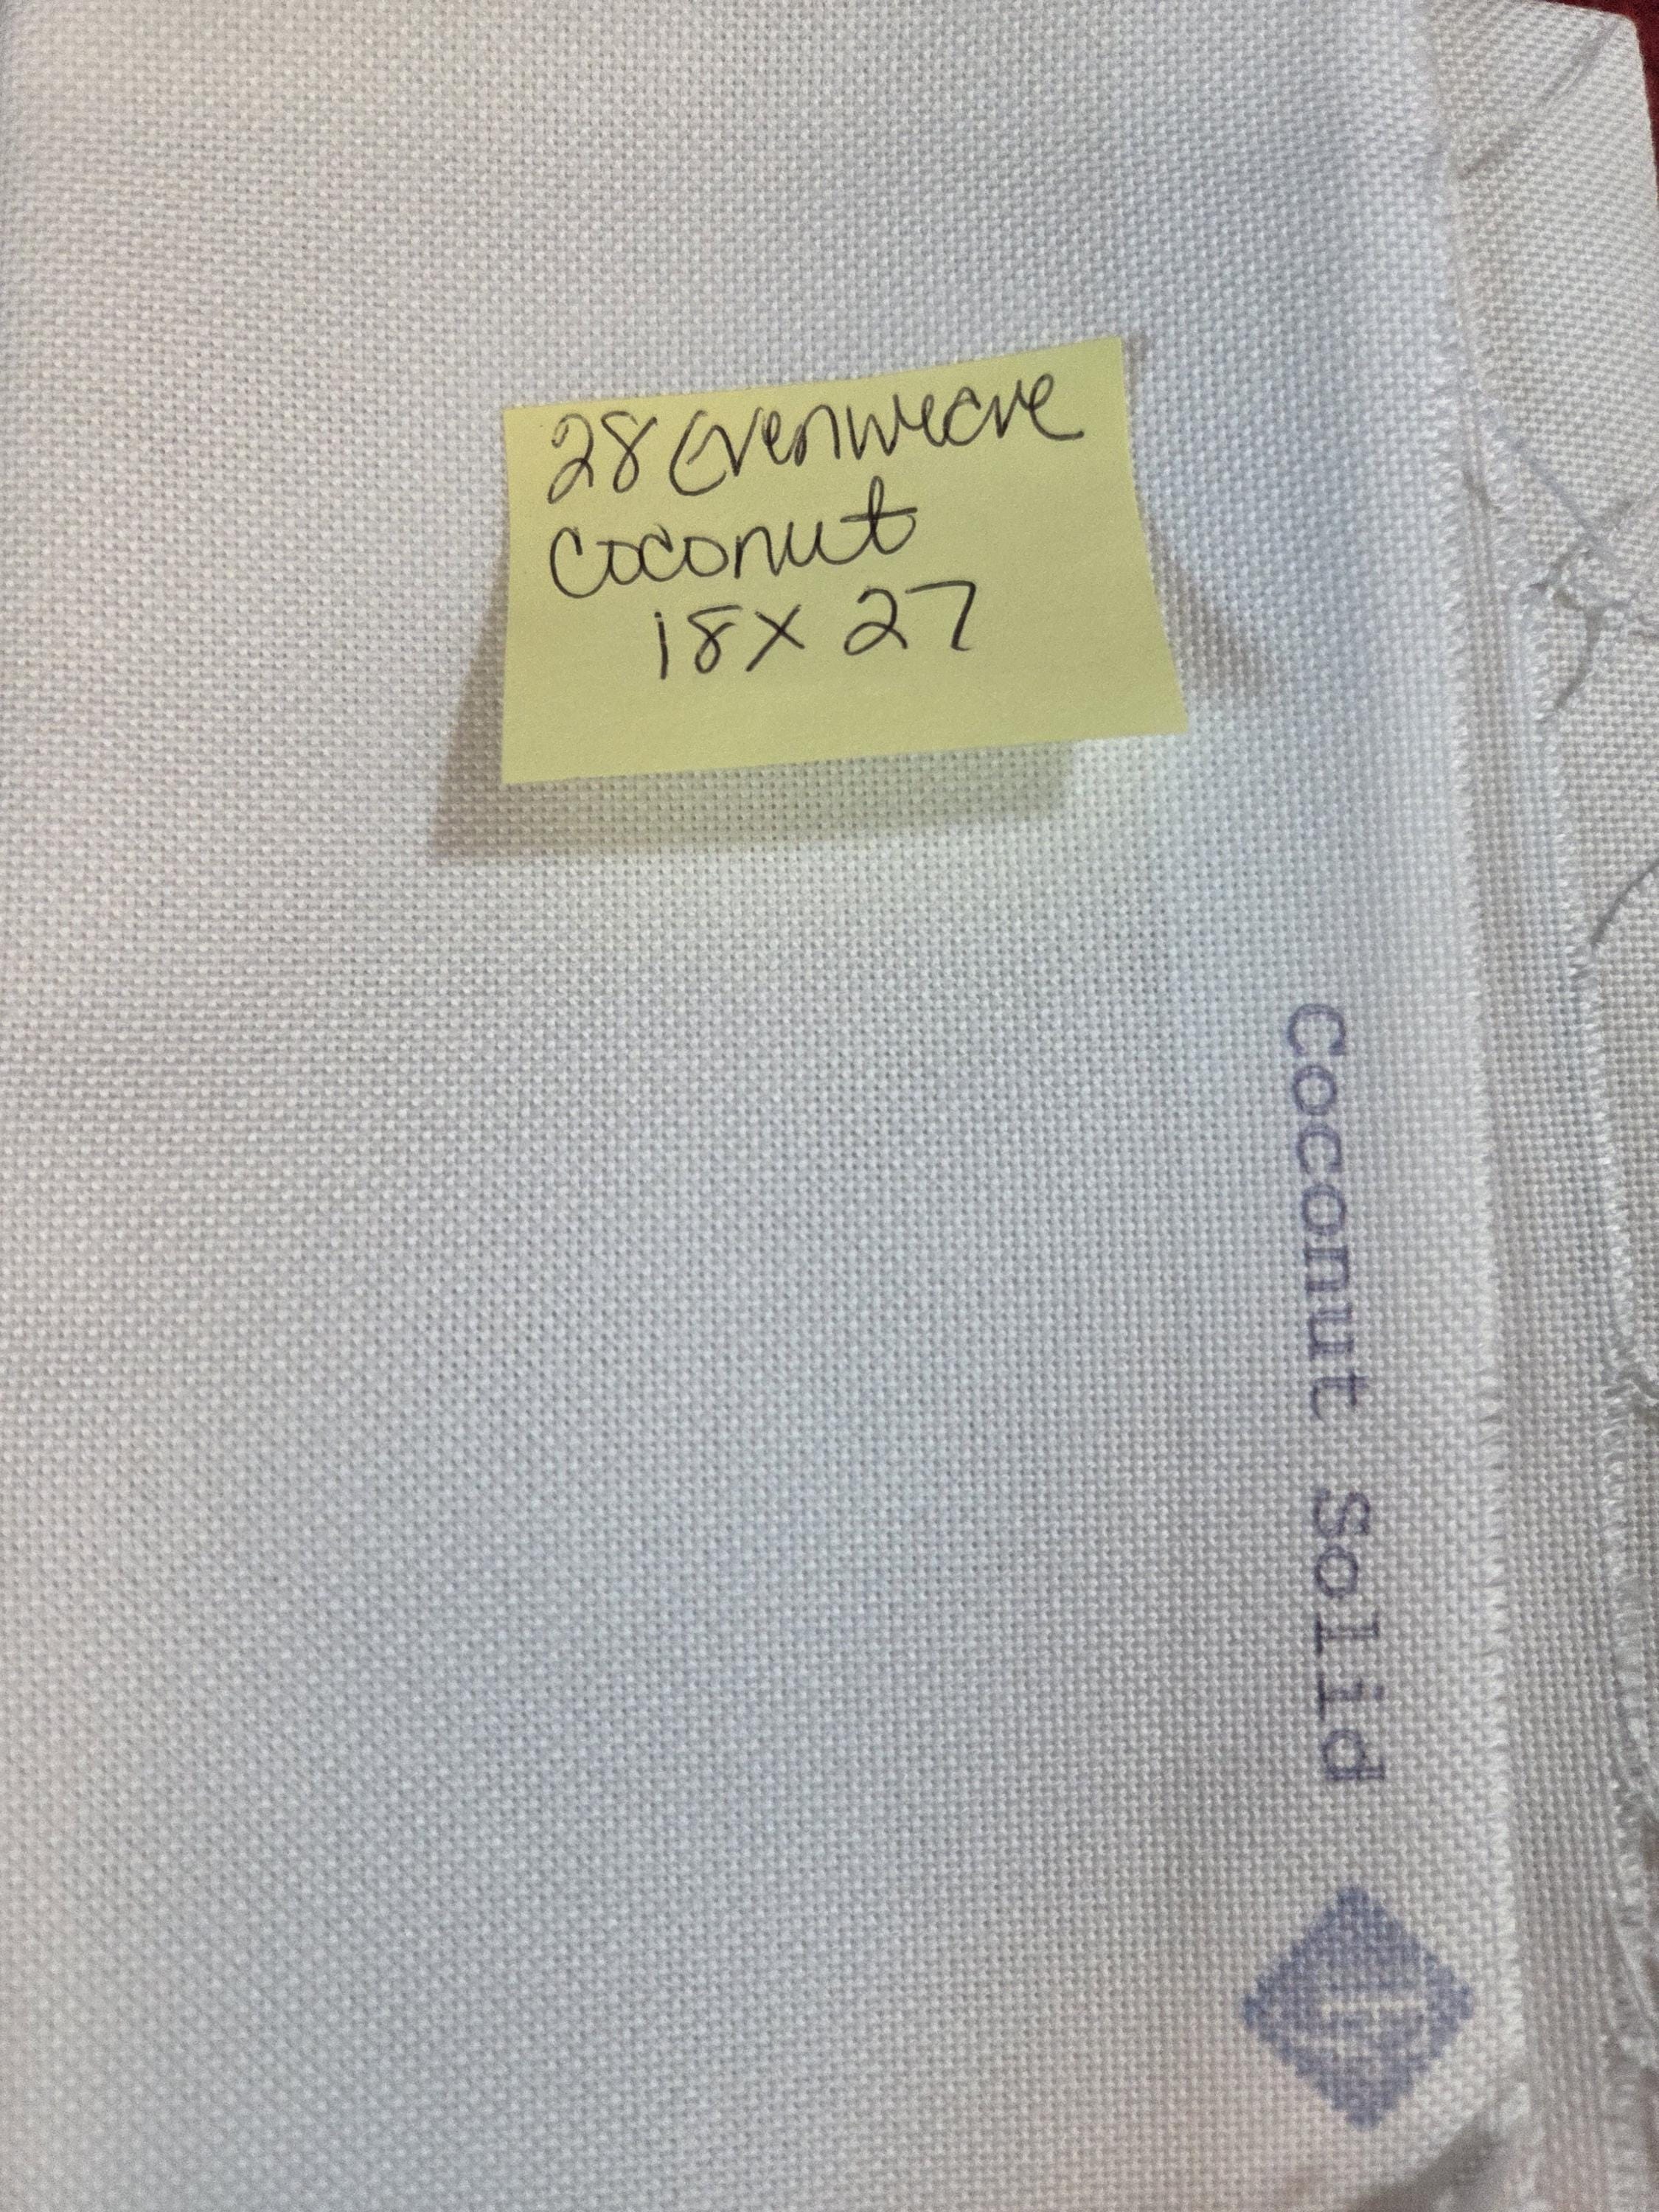 28 Evenweave
Coconut
18 x 27
Coconut Solid